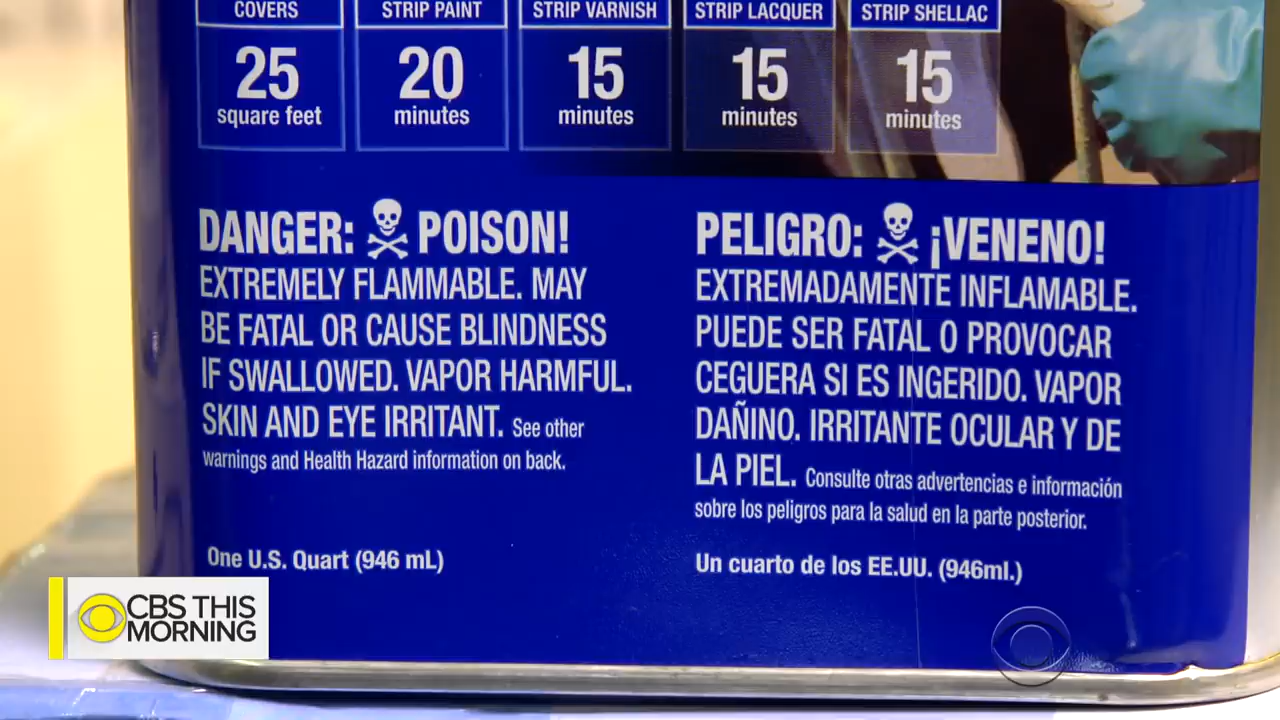 COVERS
25
square feet
STRIP PAINT
20
minutes
STRIP VARNISH
15
minutes
STRIP LACQUER
15
minutes
STRIP SHELLAC
15
minutes
DANGER: POISON!
EXTREMELY FLAMMABLE. MAY
BE FATAL OR CAUSE BLINDNESS
IF SWALLOWED. VAPOR HARMFUL.
SKIN AND EYE IRRITANT. See other
warnings and Health Hazard information on back.
One U.S. Quart (946 mL)
PELIGRO: ¡VENENO!
EXTREMADAMENTE INFLAMABLE.
PUEDE SER FATAL O PROVOCAR
CEGUERA SI ES INGERIDO. VAPOR
DAÑINO. IRRITANTE OCULAR Y DE
LA PIEL. Consulte otras advertencias e información
sobre los peligros para la salud en la parte posterior.
Un cuarto de los EE.UU. (946ml.)
CBS THIS
MORNING